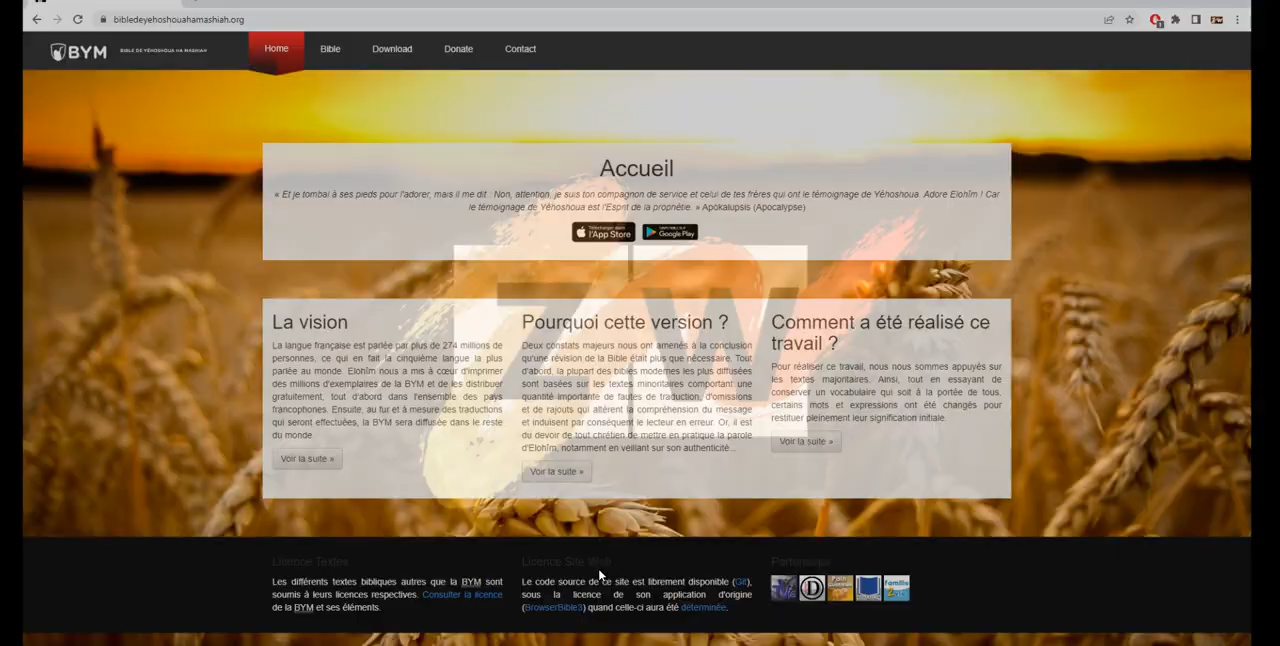 bibledeyehoshouahamashiah.org
BYM
BIBLE DE YÉHOSHOUA HA MASHIAH
Home
Bible
Download
Donate
Contact
Accueil
« Et je tombai à ses pieds pour l'adorer, mais il me dit : Non, attention, je suis ton compagnon de service et celui de tes frères qui ont le témoignage de Yéhoshoua. Adore Elohîm ! Car
le témoignage de Yéhoshoua est l'Esprit de la prophétie. » Apokalupsis (Apocalypse)
Télécharger dans
l'App Store
Google Play
ZW
La vision
La langue française est parlée par plus de 274 millions de
personnes, ce qui en fait la cinquième langue la plus
parlée au monde. Elohîm nous a mis à cœur d'imprimer
des millions d'exemplaires de la BYM et de les distribuer
gratuitement, tout d'abord dans l'ensemble des pays
francophones. Ensuite, au fur et à mesure des traductions
qui seront effectuées, la BYM sera diffusée dans le reste
du monde.
Voir la suite »
Pourquoi cette version ?
Deux constats majeurs nous ont amenés à la conclusion
qu'une révision de la Bible était plus que nécessaire. Tout
d'abord, la plupart des bibles modernes les plus diffusées
sont basées sur les textes minoritaires comportant une
quantité importante de fautes de traduction, d'omissions
et de rajouts qui altèrent la compréhension du message
et induisent par conséquent le lecteur en erreur. Or, il est
du devoir de tout chrétien de mettre en pratique la parole
d'Elohîm, notamment en veillant sur son authenticité...
Voir la suite »
Comment a été réalisé ce
travail ?
Pour réaliser ce travail, nous nous sommes appuyés sur
les textes majoritaires. Ainsi, tout en essayant de
conserver un vocabulaire qui soit à la portée de tous,
certains mots et expressions ont été changés pour
restituer pleinement leur signification initiale.
Voir la suite »
Licence Textes
Les différents textes bibliques autres que la BYM sont
soumis à leurs licences respectives. Consulter la licence
de la BYM et ses éléments.
Licence Site Web
Le code source de ce site est librement disponible (Git),
sous la licence de son application d'origine
(BrowserBible3) quand celle-ci aura été déterminée.
Partenariat
D
Famille